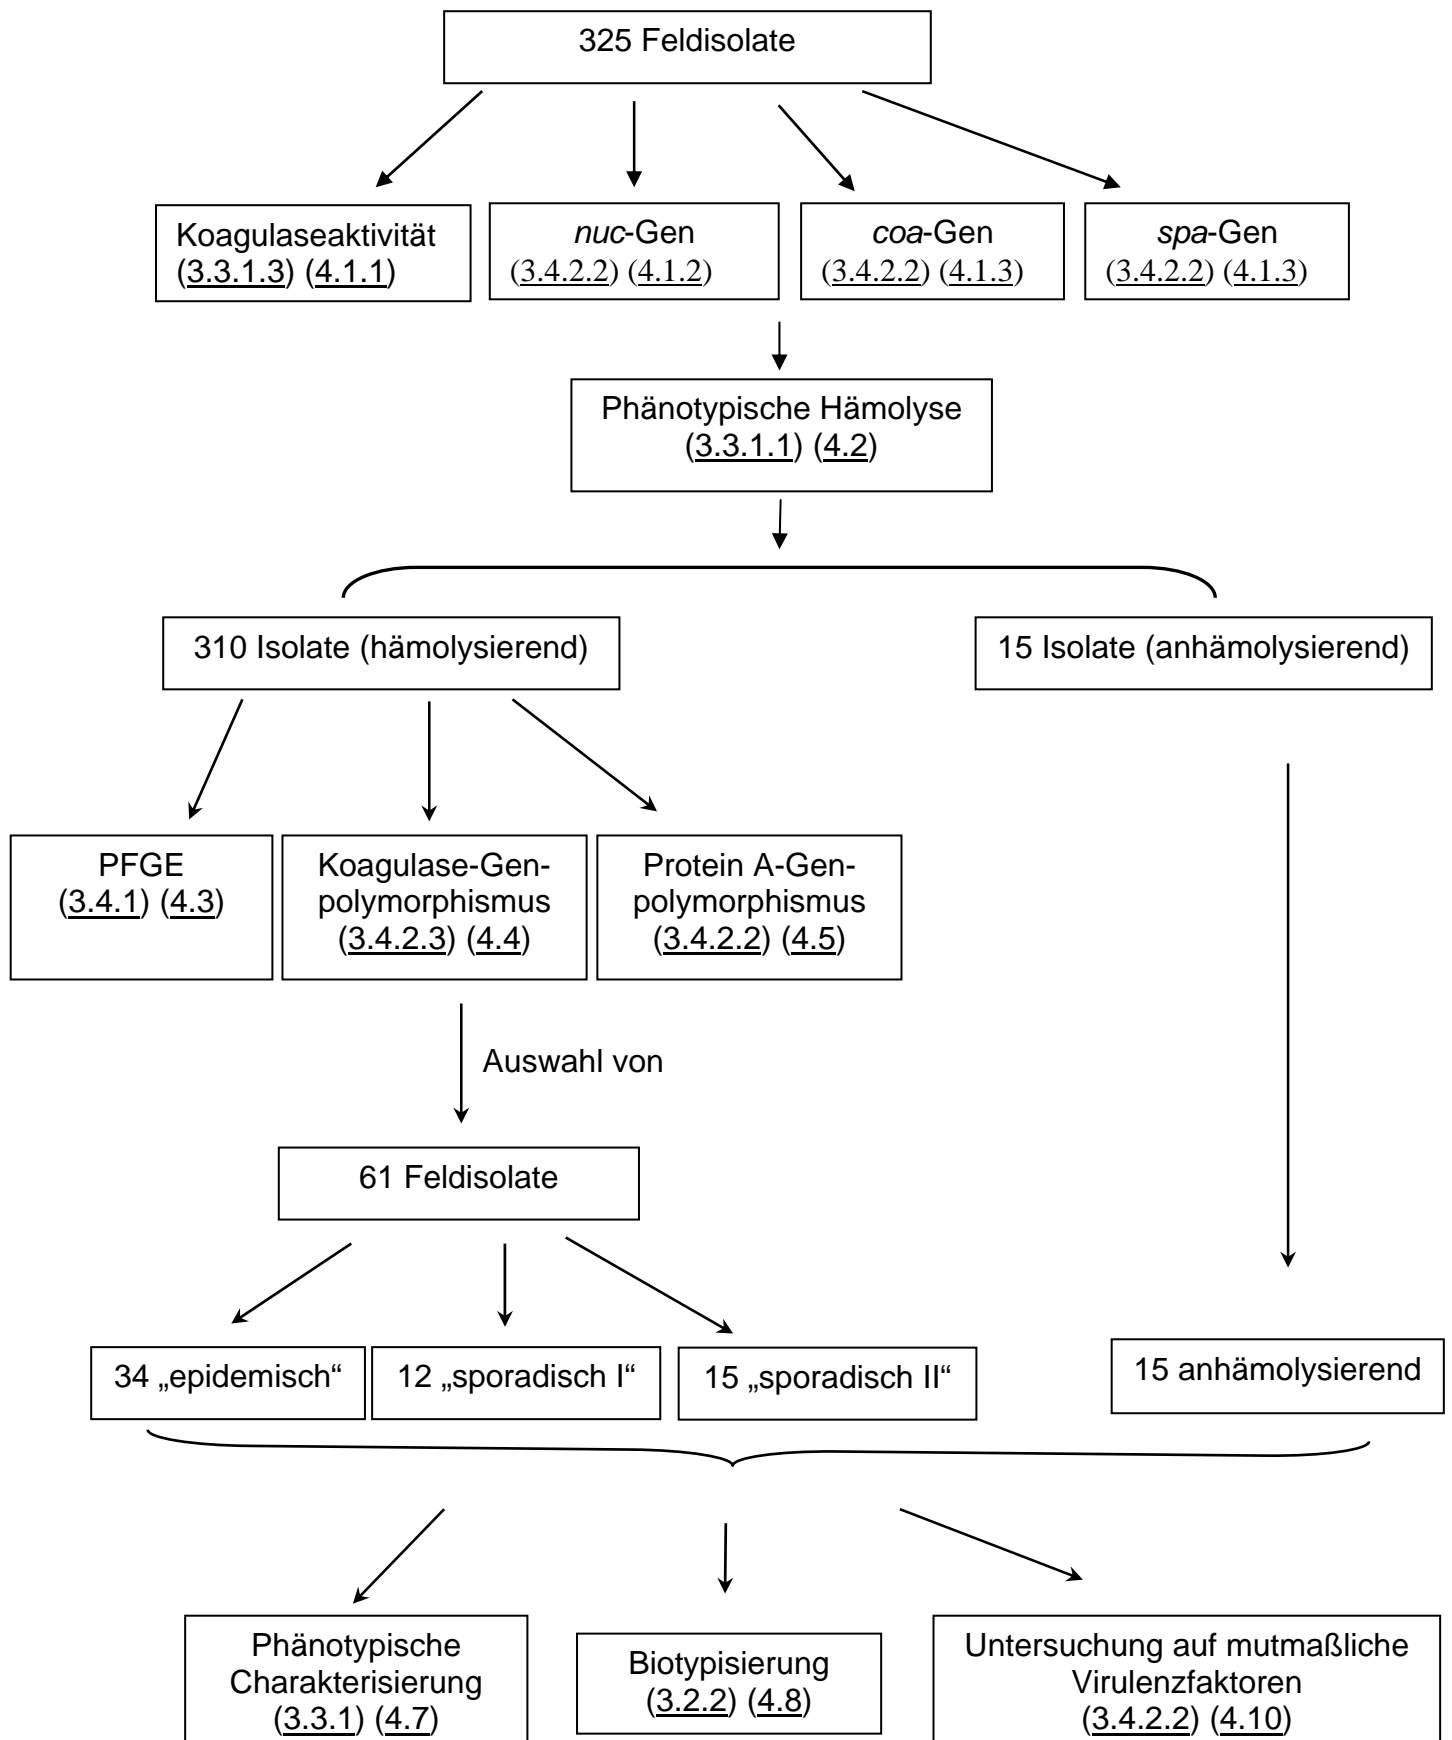 325 Feldisolate
Koagulaseaktivität
(3.3.1.3) (4.1.1)
nuc-Gen
(3.4.2.2) (4.1.2)
coa-Gen
(3.4.2.2) (4.1.3)
spa-Gen
(3.4.2.2) (4.1.3)
Phänotypische Hämolyse
(3.3.1.1) (4.2)
310 Isolate (hämolysierend)
15 Isolate (anhämolysierend)
PFGE
(3.4.1) (4.3)
Koagulase-Gen-
polymorphismus
(3.4.2.3) (4.4)
Protein A-Gen-
polymorphismus
(3.4.2.2) (4.5)
Auswahl von
61 Feldisolate
34 „epidemisch“
12 „sporadisch I“
15 „sporadisch II“
15 anhämolysierend
Phänotypische
Charakterisierung
(3.3.1) (4.7)
Biotypisierung
(3.2.2) (4.8)
Untersuchung auf mutmaßliche
Virulenzfaktoren
(3.4.2.2) (4.10)